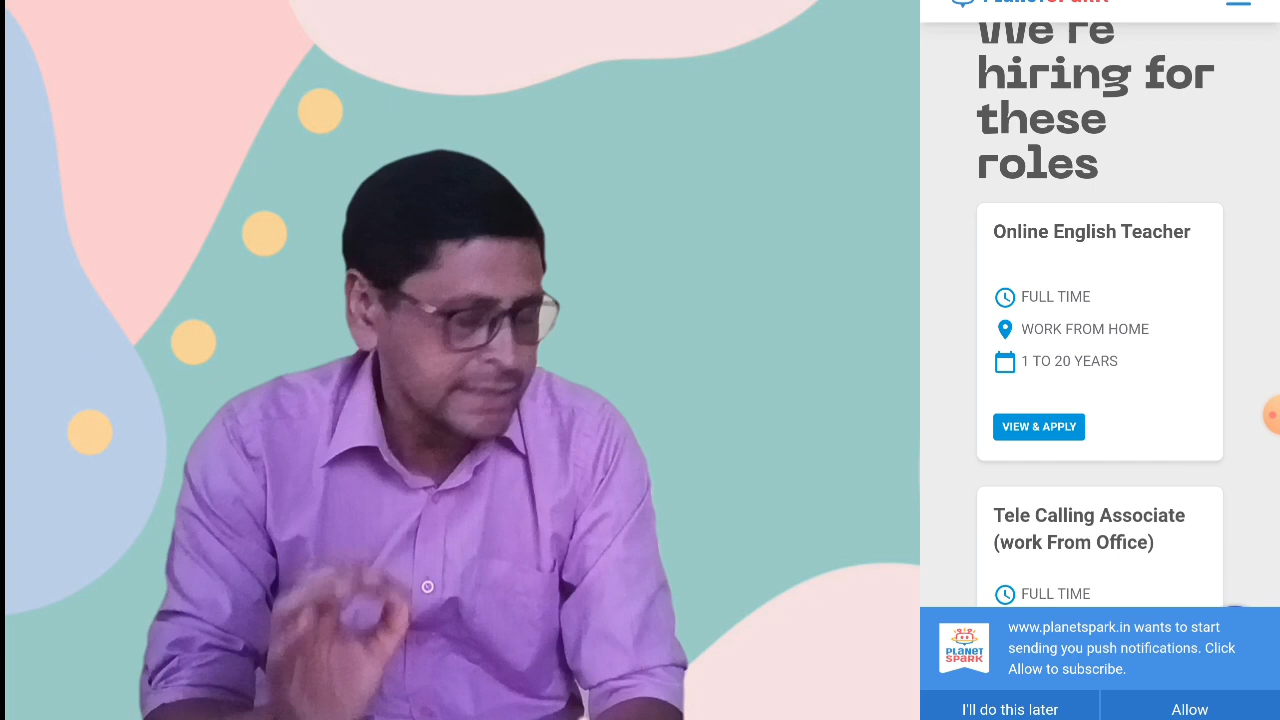 PLANETSPARK
We're
hiring for
these
roles
Online English Teacher
FULL TIME
WORK FROM HOME
1 TO 20 YEARS
VIEW & APPLY
Tele Calling Associate
(work From Office)
FULL TIME
PLANET
SPARK
www.planetspark.in wants to start
sending you push notifications. Click
Allow to subscribe.
I'll do this later
Allow